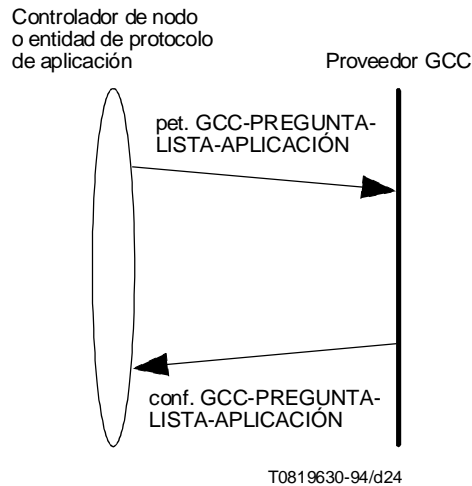 Controlador de nodo
o entidad de protocolo
de aplicación
Proveedor GCC
pet. GCC-PREGUNTA-
LISTA-APLICACIÓN
conf. GCC-PREGUNTA-
LISTA-APLICACIÓN
T0819630-94/d24